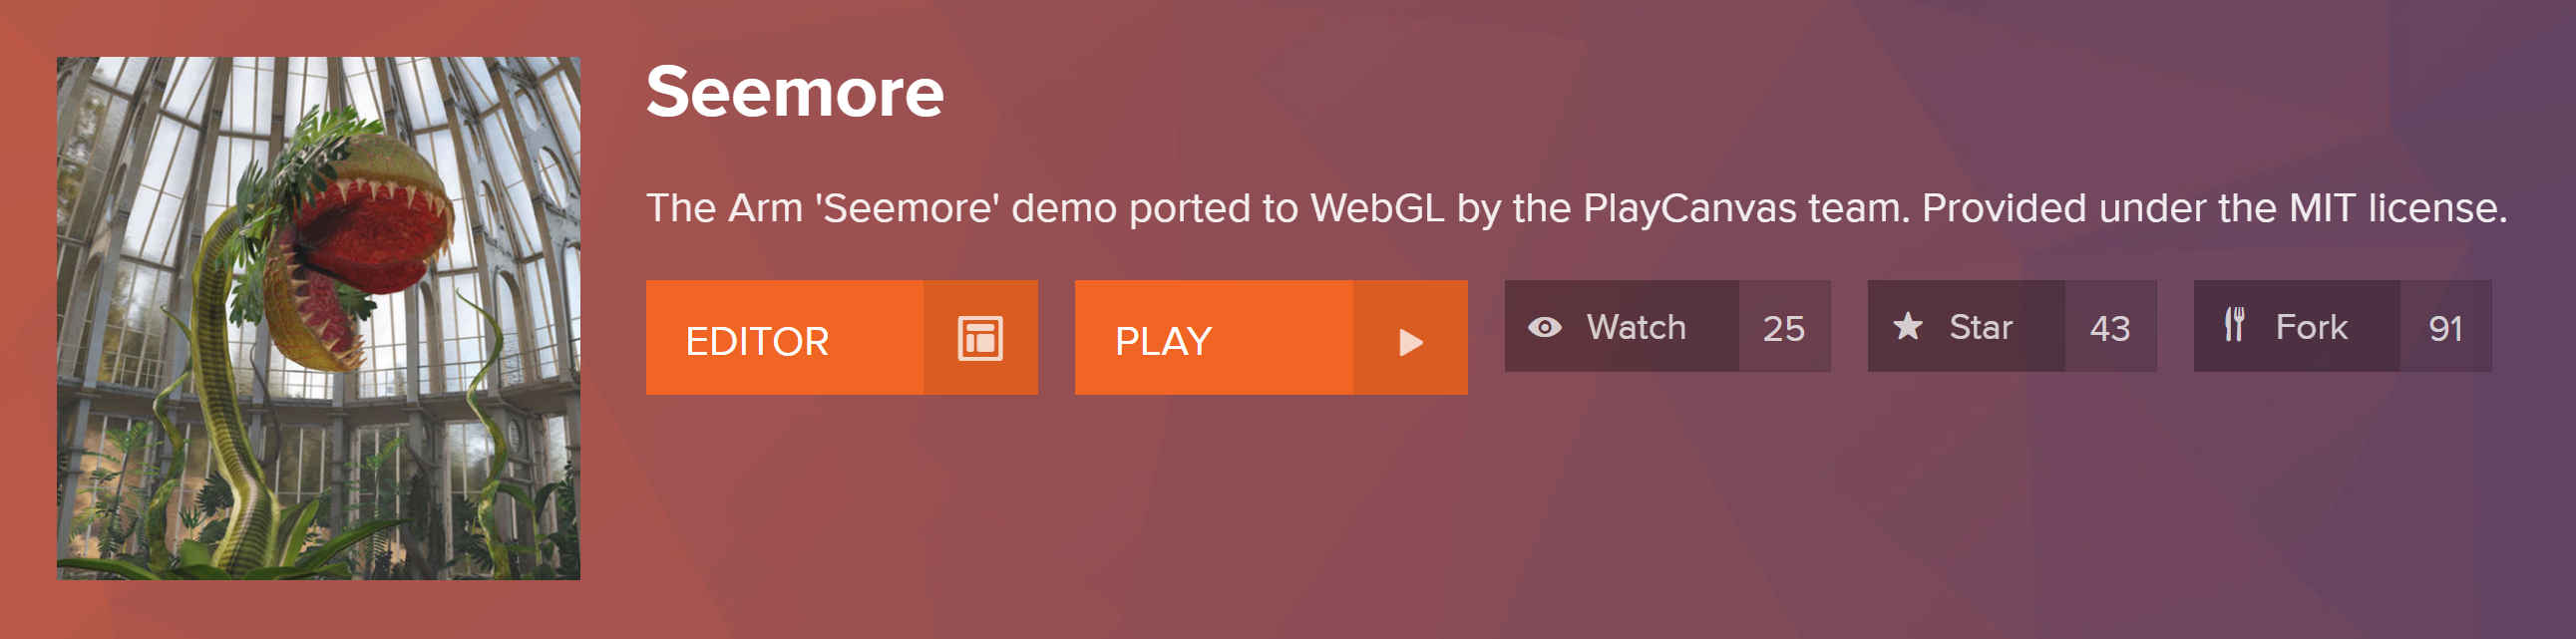 Seemore
The Arm 'Seemore' demo ported to WebGL by the PlayCanvas team. Provided under the MIT license.
EDITOR
PLAY
Watch 25
Star 43
Fork 91